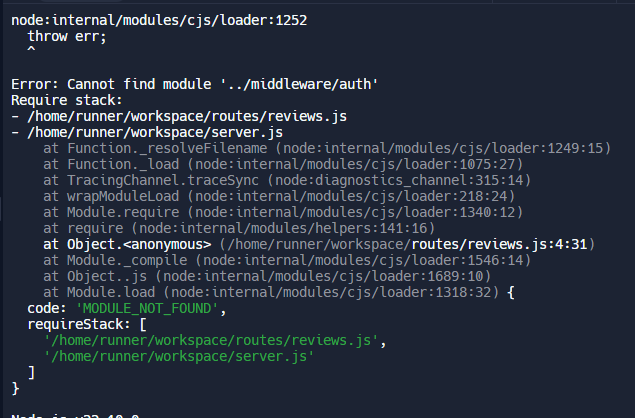 node:internal/modules/cjs/loader:1252
  throw err;
  ^

Error: Cannot find module '../middleware/auth'
Require stack:
- /home/runner/workspace/routes/reviews.js
- /home/runner/workspace/server.js
    at Function._resolveFilename (node:internal/modules/cjs/loader:1249:15)
    at Function._load (node:internal/modules/cjs/loader:1075:27)
    at TracingChannel.traceSync (node:diagnostics_channel:315:14)
    at wrapModuleLoad (node:internal/modules/cjs/loader:218:24)
    at Module.require (node:internal/modules/cjs/loader:1340:12)
    at require (node:internal/modules/helpers:141:16)
    at Object.<anonymous> (/home/runner/workspace/routes/reviews.js:4:31)
    at Module._compile (node:internal/modules/cjs/loader:1546:14)
    at Object..js (node:internal/modules/cjs/loader:1689:10)
    at Module.load (node:internal/modules/cjs/loader:1318:32) {
  code: 'MODULE_NOT_FOUND',
  requireStack: [
    '/home/runner/workspace/routes/reviews.js',
    '/home/runner/workspace/server.js'
  ]
}